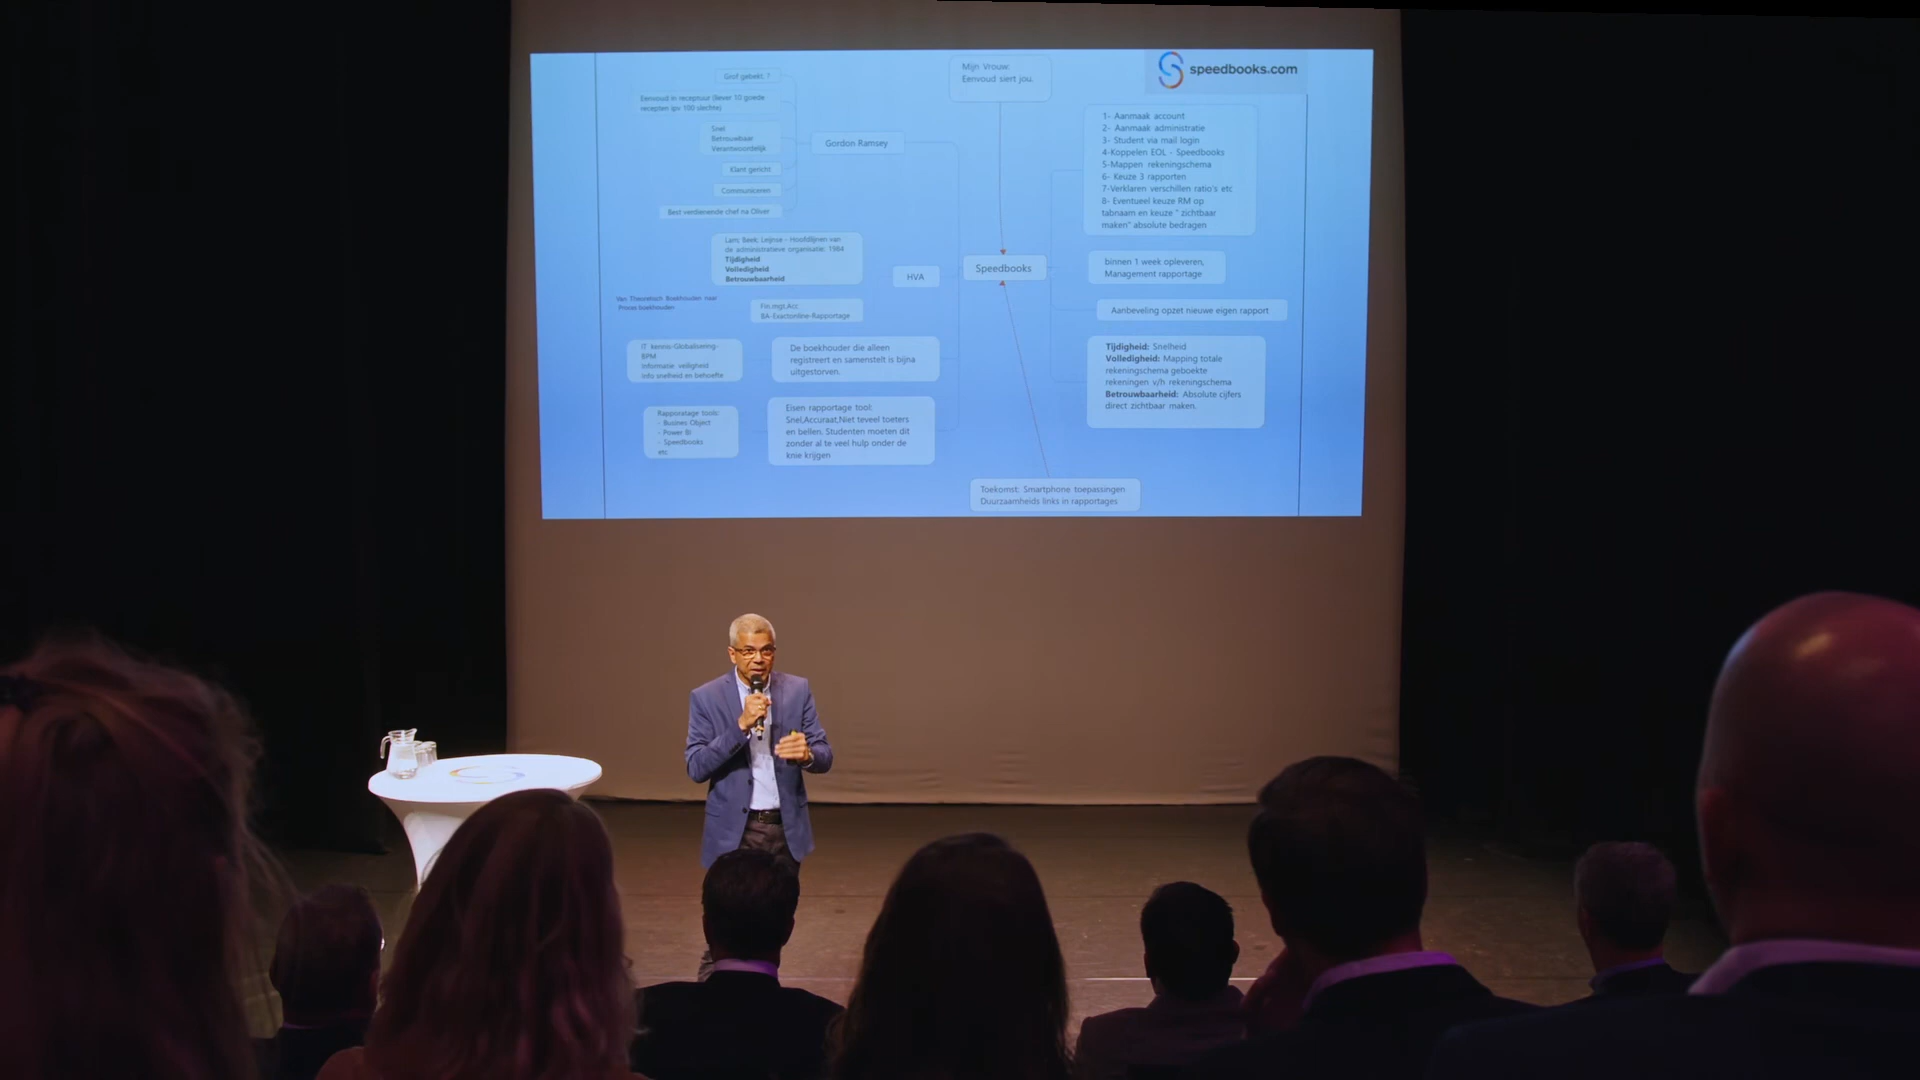 Grof gebekt. ?
Eenvoud in receptuur (liever 10 goede
recepten ipv 100 slechte)
Snel
Betrouwbaar
Verantwoordelijk
Klant gericht
Communiceren
Best verdienende chef na Oliver
Gordon Ramsey
Lam; Beek; Leijnse - Hoofdlijnen van
de administratieve organisatie: 1984
Tijdigheid
Volledigheid
Betrouwbaarheid
HVA
Van Theoretisch Boekhouden naar
Proces boekhouden
Fin.mgt.Acc
BA-Exactonline-Rapportage
IT kennis-Globalisering-
BPM
Informatie veiligheid
info snelheid en behoefte
De boekhouder die alleen
registreert en samenstelt is bijna
uitgestorven.
Rapporatage tools:
- Busines Object
- Power BI
- Speedbooks
etc
Eisen rapportage tool:
Snel,Accuraat,Niet teveel toeters
en bellen. Studenten moeten dit
zonder al te veel hulp onder de
knie krijgen
Mijn Vrouw:
Eenvoud siert jou.
Speedbooks
Toekomst: Smartphone toepassingen
Duurzaamheids links in rapportages
speedbooks.com
1- Aanmaak account
2- Aanmaak administratie
3- Student via mail login
4-Koppelen EOL - Speedbooks
5-Mappen rekeningschema
6- Keuze 3 rapporten
7-Verklaren verschillen ratio's etc
8- Eventueel keuze RM op
tabnaam en keuze " zichtbaar
maken" absolute bedragen
binnen 1 week opleveren,
Management rapportage
Aanbeveling opzet nieuwe eigen rapport
Tijdigheid: Snelheid
Volledigheid: Mapping totale
rekeningschema geboekte
rekeningen v/h rekeningschema
Betrouwbaarheid: Absolute cijfers
direct zichtbaar maken.